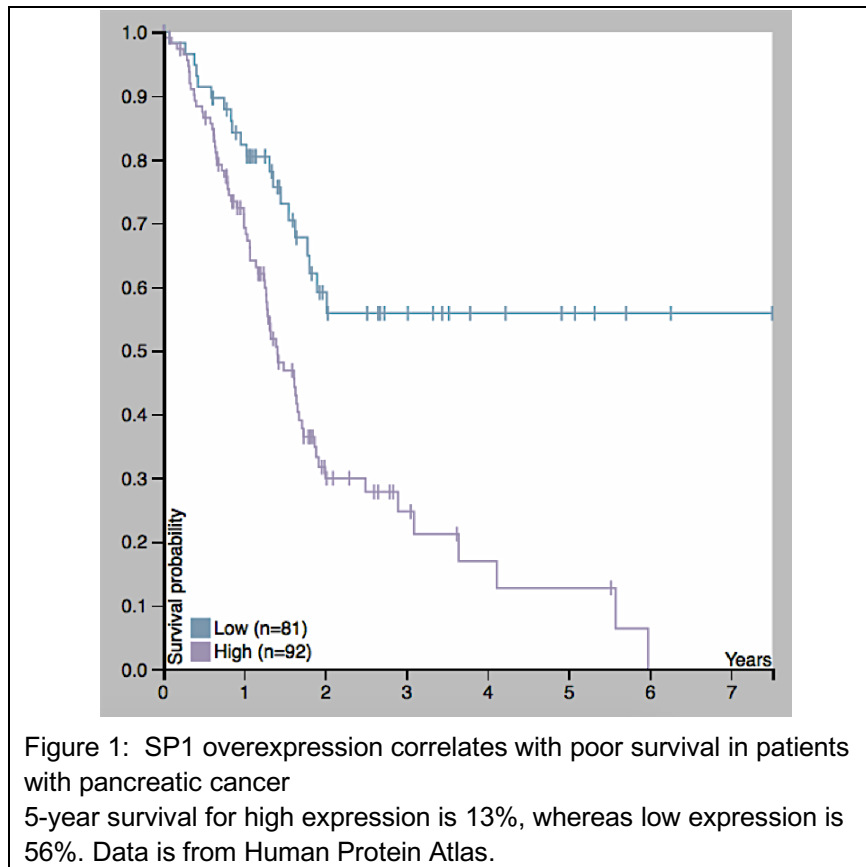 1.0
0.9
0.8
0.7
0.6
0.5
0.4
0.3
0.2
0.1
0.0
Survival probability
Low (n=81)
High (n=92)
Years
0 1 2 3 4 5 6 7
Figure 1: SP1 overexpression correlates with poor survival in patients
with pancreatic cancer
5-year survival for high expression is 13%, whereas low expression is
56%. Data is from Human Protein Atlas.